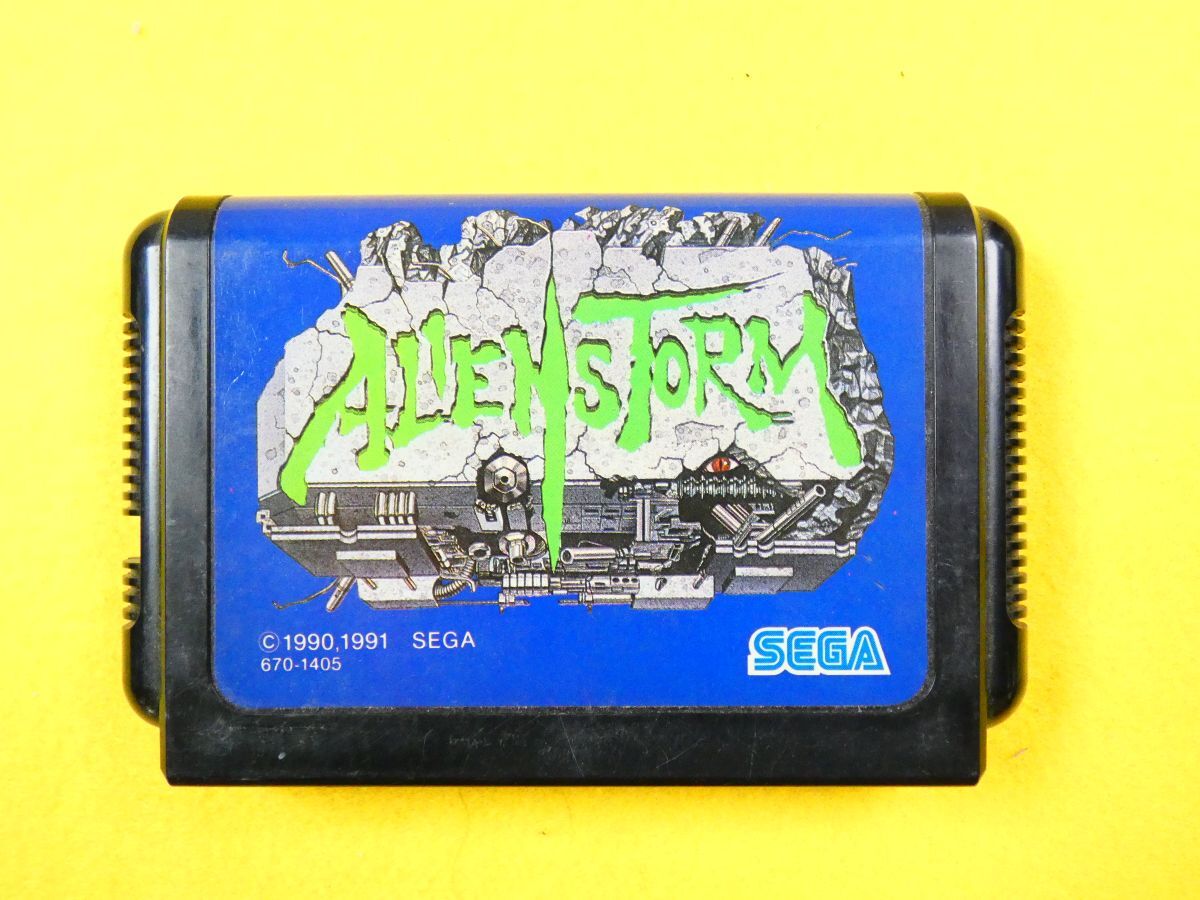 ALIEN STORM
©1990,1991 SEGA
670-1405
SEGA